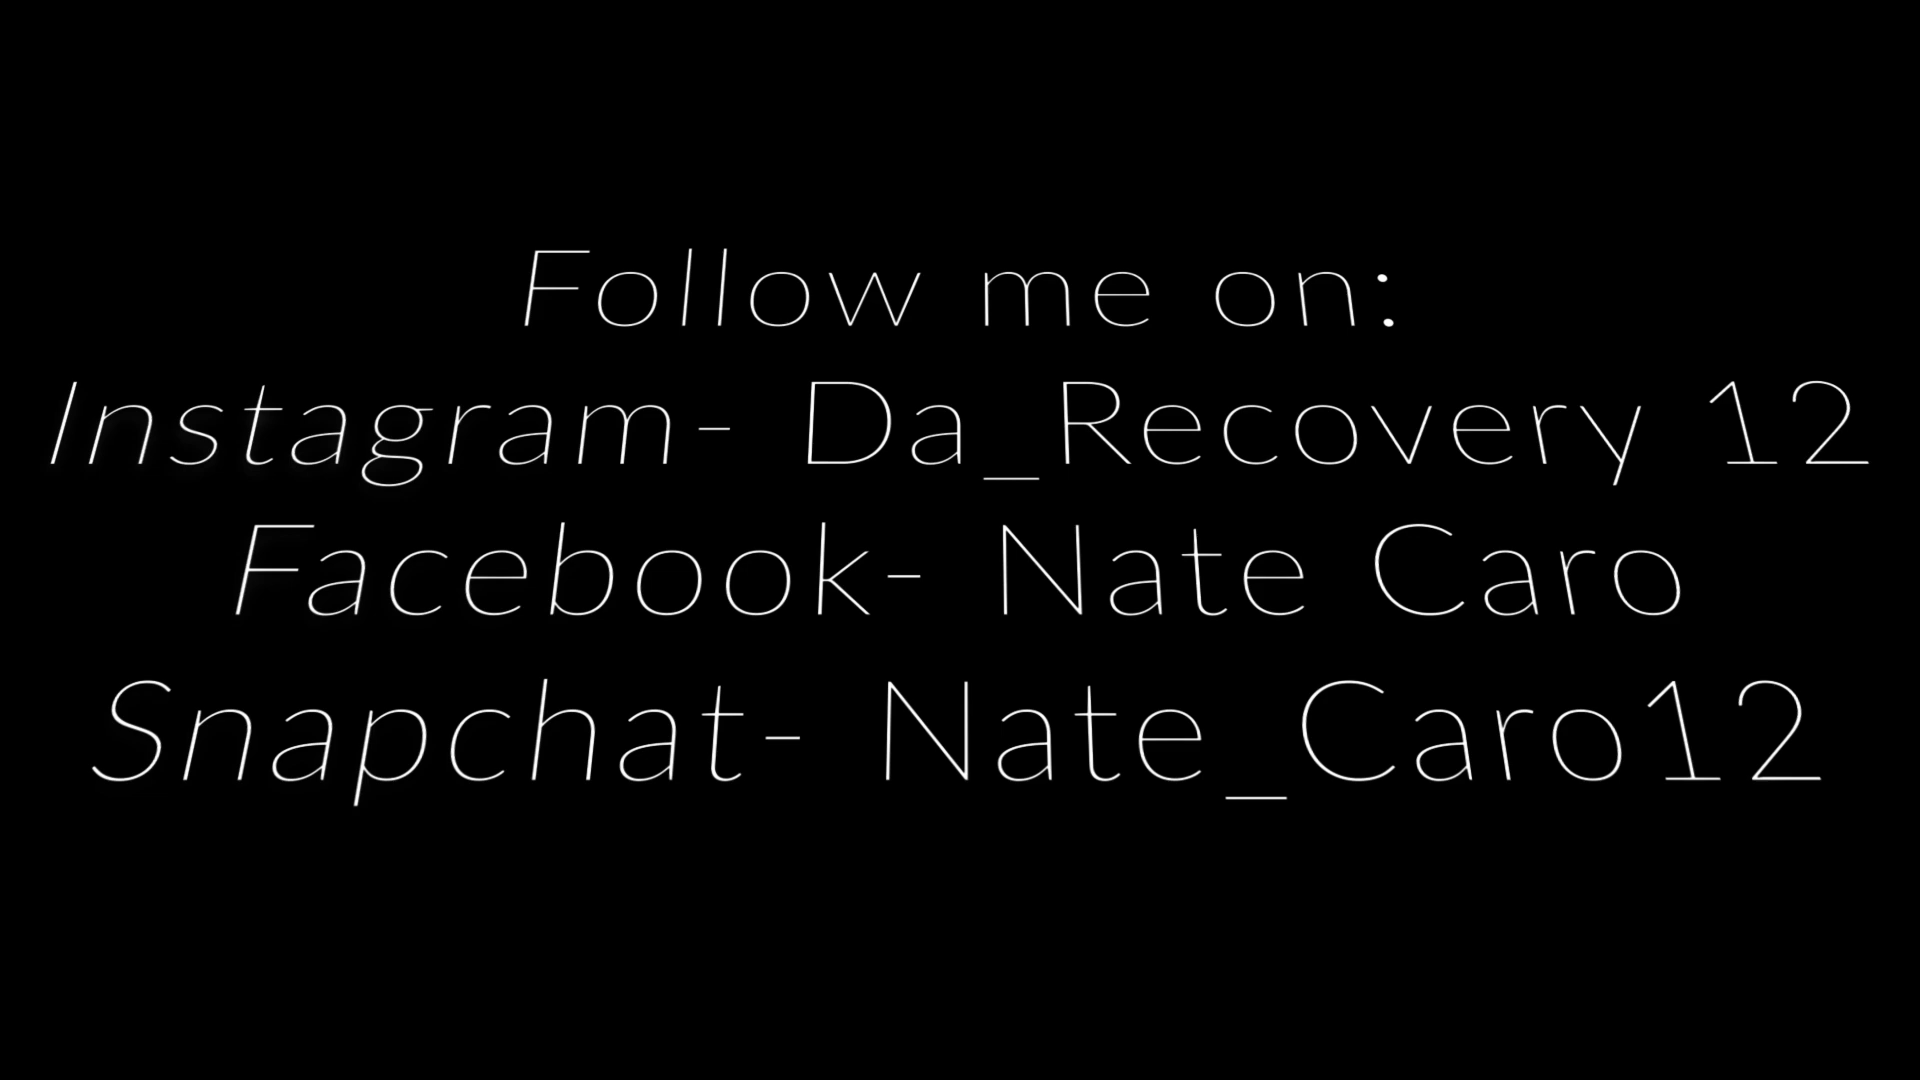 Follow me on:
Instagram- Da_Recovery 12
Facebook- Nate Caro
Snapchat- Nate_Caro12